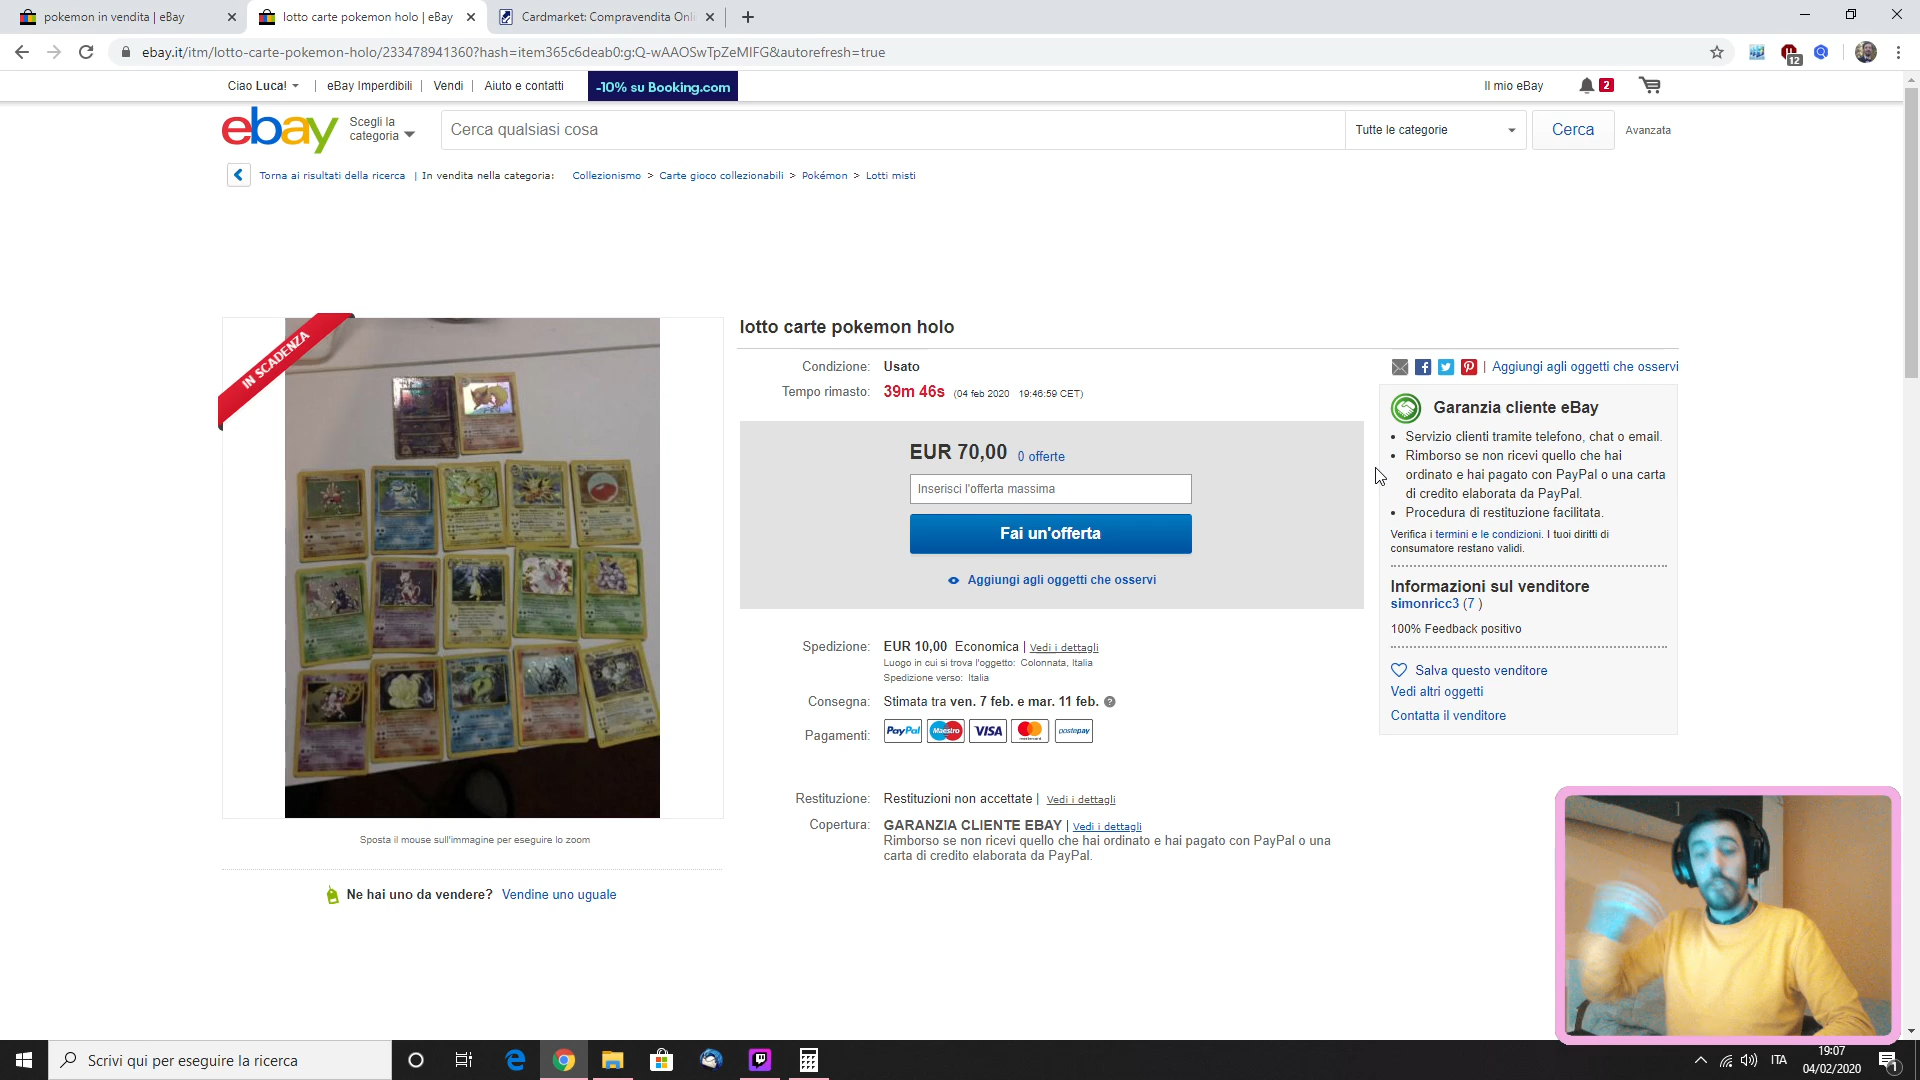 pokemon in vendita | eBay
lotto carte pokemon holo | eBay
Cardmarket: Compravendita Onli
ebay.it/itm/lotto-carte-pokemon-holo/233478941360?hash=item365c6deab0:g:Q-wAAOSwTpZeMIFG&autorefresh=true
12
Ciao Luca! | eBay Imperdibili | Vendi | Aiuto e contatti
-10% su Booking.com
Il mio eBay
2
ebay
Scegli la
categoria
Cerca qualsiasi cosa
Tutte le categorie
Cerca
Avanzata
Torna ai risultati della ricerca | In vendita nella categoria: Collezionismo > Carte gioco collezionabili > Pokémon > Lotti misti
IN SCADENZA
lotto carte pokemon holo
Condizione: Usato
Tempo rimasto: 39m 46s (04 feb 2020 19:46:59 CET)
EUR 70,00 0 offerte
Inserisci l'offerta massima
Fai un'offerta
Aggiungi agli oggetti che osservi
Spedizione: EUR 10,00 Economica | Vedi i dettagli
Luogo in cui si trova l'oggetto: Colonnata, Italia
Spedizione verso: Italia
Consegna: Stimata tra ven. 7 feb. e mar. 11 feb. ?
Pagamenti: PayPal Maestro VISA mastercard postepay
Restituzione: Restituzioni non accettate | Vedi i dettagli
Copertura: GARANZIA CLIENTE EBAY | Vedi i dettagli
Rimborso se non ricevi quello che hai ordinato e hai pagato con PayPal o una
carta di credito elaborata da PayPal.
Sposta il mouse sull'immagine per eseguire lo zoom
Ne hai uno da vendere? Vendine uno uguale
| Aggiungi agli oggetti che osservi
Garanzia cliente eBay
• Servizio clienti tramite telefono, chat o email.
• Rimborso se non ricevi quello che hai
ordinato e hai pagato con PayPal o una carta
di credito elaborata da PayPal.
• Procedura di restituzione facilitata.
Verifica i termini e le condizioni. I tuoi diritti di
consumatore restano validi.
Informazioni sul venditore
simonricc3 (7 )
100% Feedback positivo
Salva questo venditore
Vedi altri oggetti
Contatta il venditore
Scrivi qui per eseguire la ricerca
ITA
19:07
04/02/2020
1